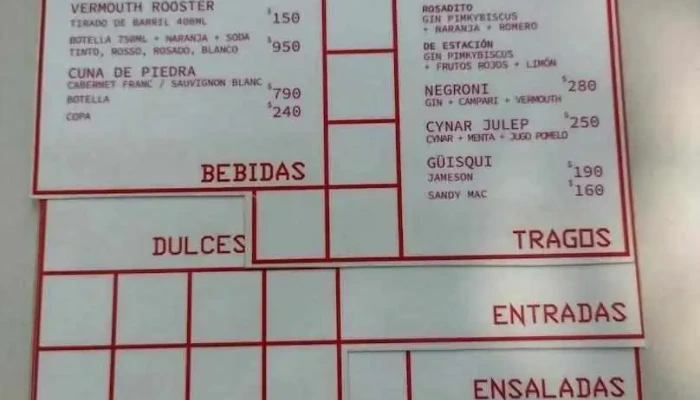 VERMOUTH ROOSTER
TIRADO DE BARRIL 400ML $150
BOTELLA 750ML + NARANJA + SODA
TINTO, ROSSO, ROSADO, BLANCO $950
CUNA DE PIEDRA
CABERNET FRANC / SAUVIGNON BLANC
BOTELLA $790
COPA $240
BEBIDAS
ROSADITO
GIN PIMKYBISCUS
+ NARANJA + ROMERO
DE ESTACIÓN
GIN PIMKYBISCUS
+ FRUTOS ROJOS + LIMÓN
NEGRONI $280
GIN + CAMPARI + VERMOUTH
CYNAR JULEP $250
CYNAR + MENTA + JUGO POMELO
GÜISQUI
JAMESON $190
SANDY MAC $160
TRAGOS
DULCES
ENTRADAS
ENSALADAS